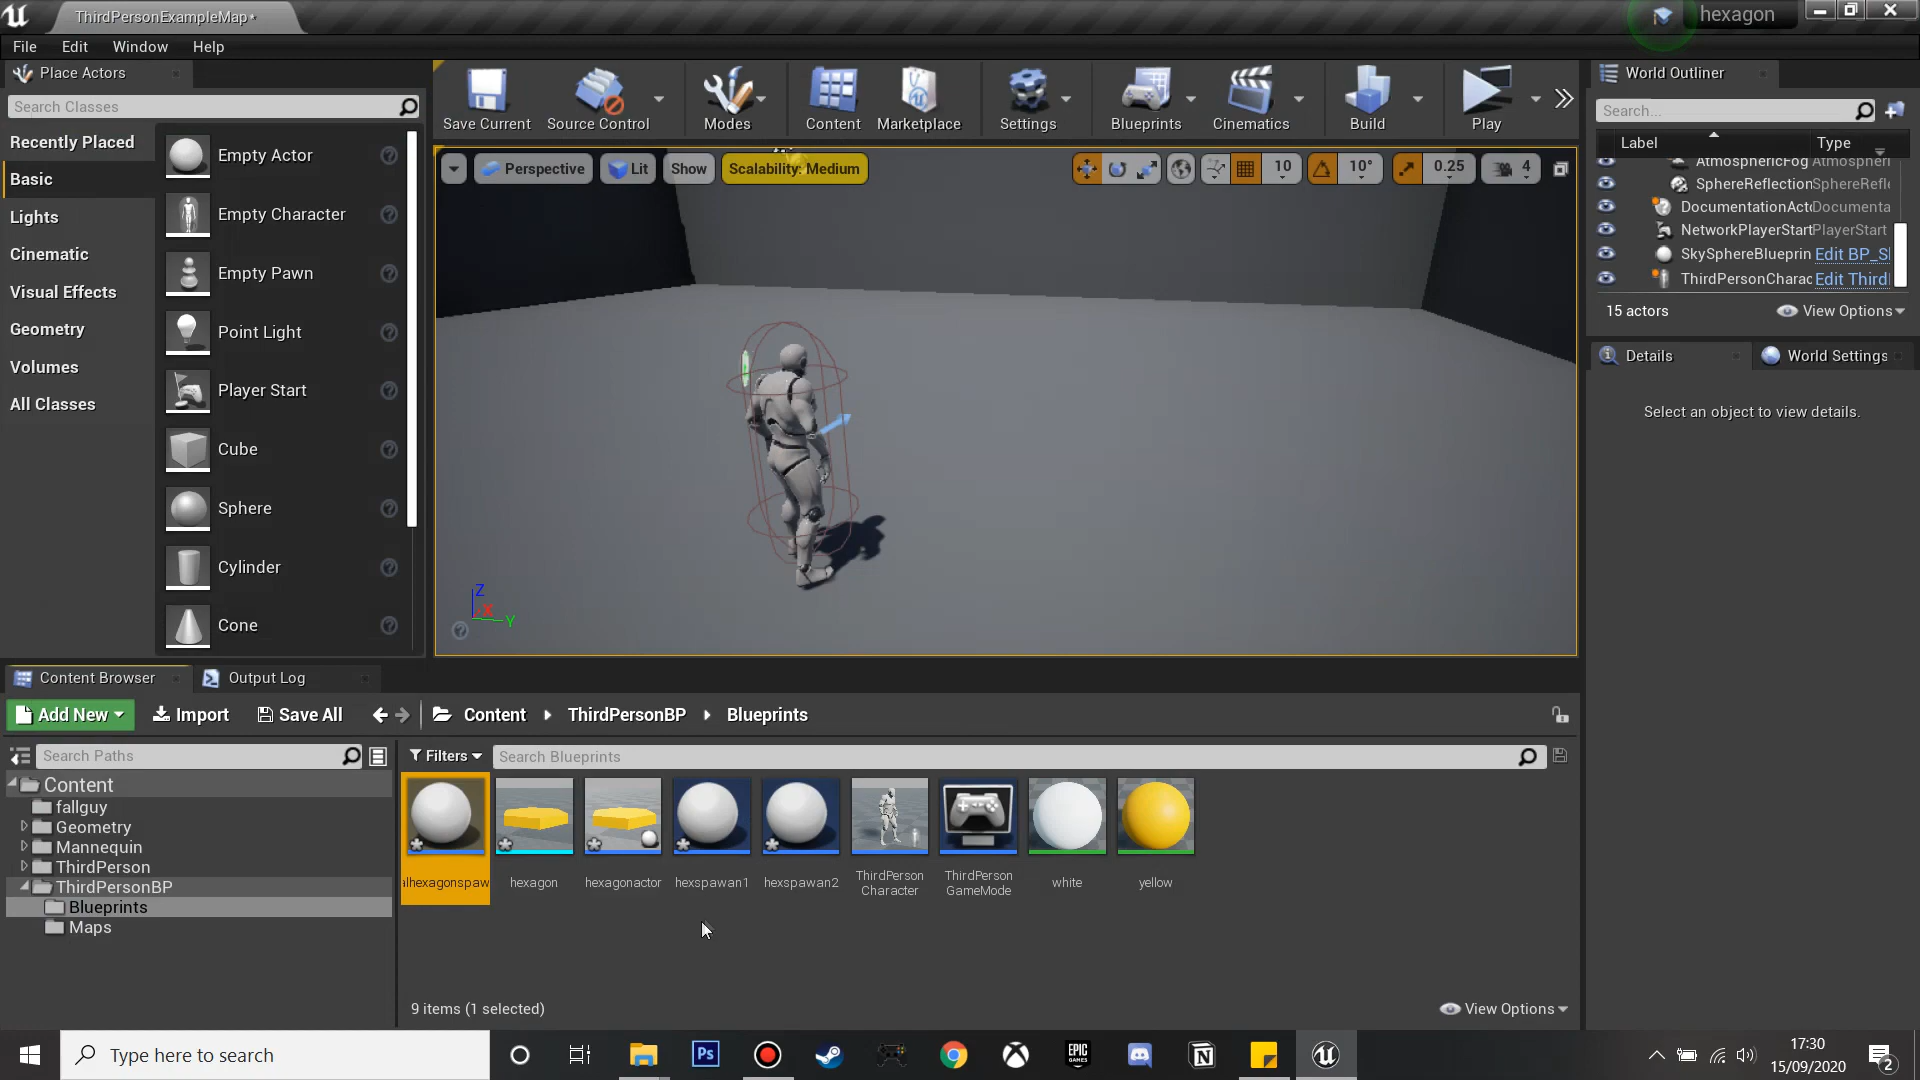 ThirdPersonExampleMap*
hexagon
File Edit Window Help
Place Actors
Search Classes
Recently Placed
Basic
Lights
Cinematic
Visual Effects
Geometry
Volumes
All Classes
Empty Actor
Empty Character
Empty Pawn
Point Light
Player Start
Cube
Sphere
Cylinder
Cone
Save Current
Source Control
Modes
Content
Marketplace
Settings
Blueprints
Cinematics
Build
Play
Perspective
Lit
Show
Scalability: Medium
10
10°
0.25
4
Z
X
Y
World Outliner
Search...
Label Type
AtmosphericFog Atmospheri
SphereReflection SphereRefle
DocumentationActo Documenta
NetworkPlayerStart PlayerStart
SkySphereBlueprin Edit BP_S
ThirdPersonCharac Edit Third
15 actors
View Options
Details
World Settings
Select an object to view details.
Content Browser
Output Log
Add New
Import
Save All
Content
ThirdPersonBP
Blueprints
Search Paths
Filters
Search Blueprints
Content
fallguy
Geometry
Mannequin
ThirdPerson
ThirdPersonBP
Blueprints
Maps
alhexagonspaw
hexagon
hexagonactor
hexspawan1
hexspawan2
ThirdPerson
Character
ThirdPerson
GameMode
white
yellow
9 items (1 selected)
View Options
Type here to search
Ps
EPIC
GAMES
17:30
15/09/2020
2